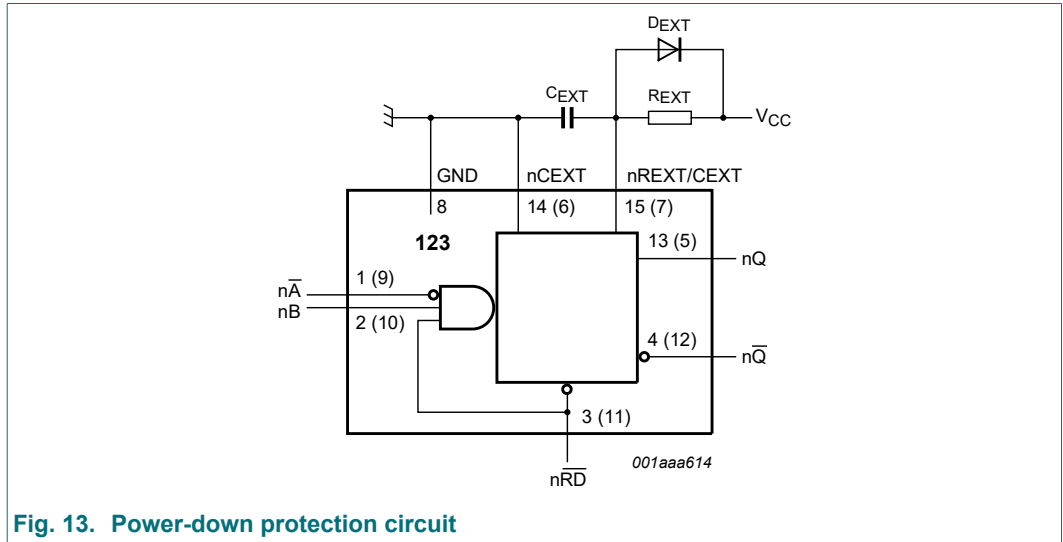 DEXT
CEXT
REXT
VCC
GND
nCEXT
nREXT/CEXT
8
14 (6)
15 (7)
123
13 (5)
nQ
1 (9)
nA̅
nB
2 (10)
4 (12)
nQ̅
3 (11)
001aaa614
nR̅D̅
Fig. 13. Power-down protection circuit